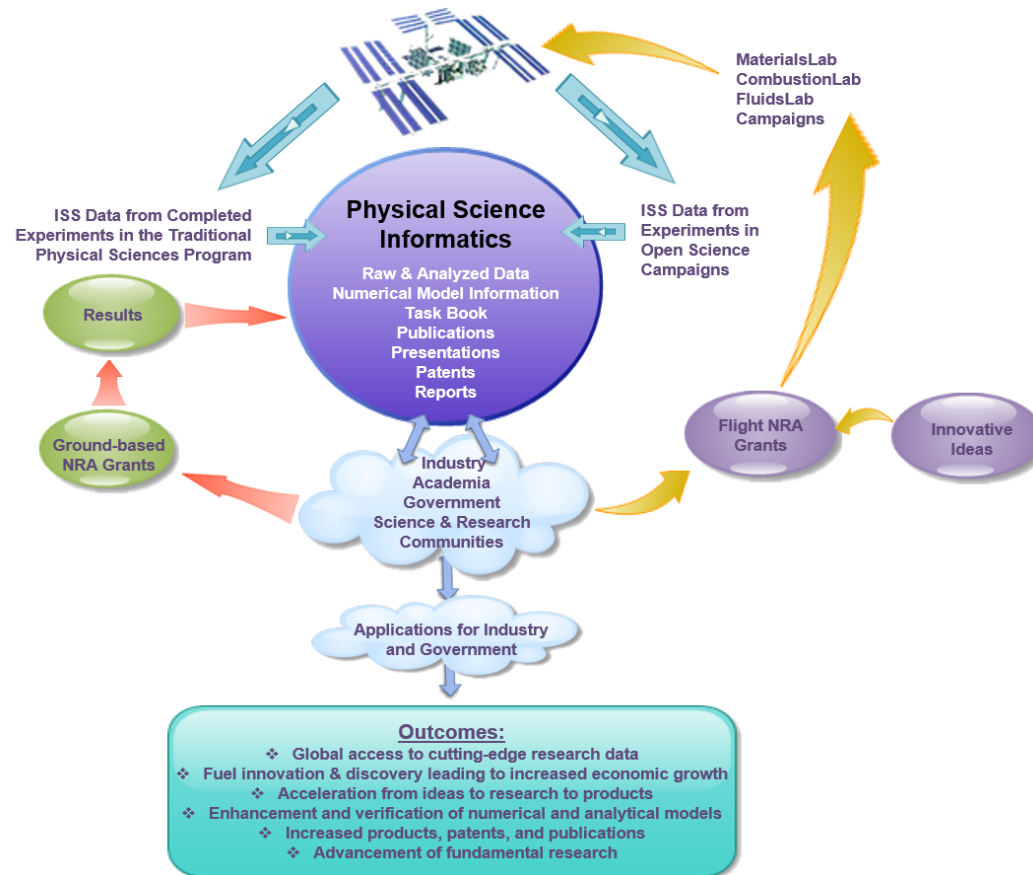 MaterialsLab
CombustionLab
FluidsLab
Campaigns
ISS Data from Completed
Experiments in the Traditional
Physical Sciences Program
Physical Science
Informatics
Raw & Analyzed Data
Numerical Model Information
Task Book
Publications
Presentations
Patents
Reports
ISS Data from
Experiments in
Open Science
Campaigns
Results
Ground-based
NRA Grants
Industry
Academia
Government
Science & Research
Communities
Flight NRA
Grants
Innovative
Ideas
Applications for Industry
and Government
Outcomes:
❖ Global access to cutting-edge research data
❖ Fuel innovation & discovery leading to increased economic growth
❖ Acceleration from ideas to research to products
❖ Enhancement and verification of numerical and analytical models
❖ Increased products, patents, and publications
❖ Advancement of fundamental research